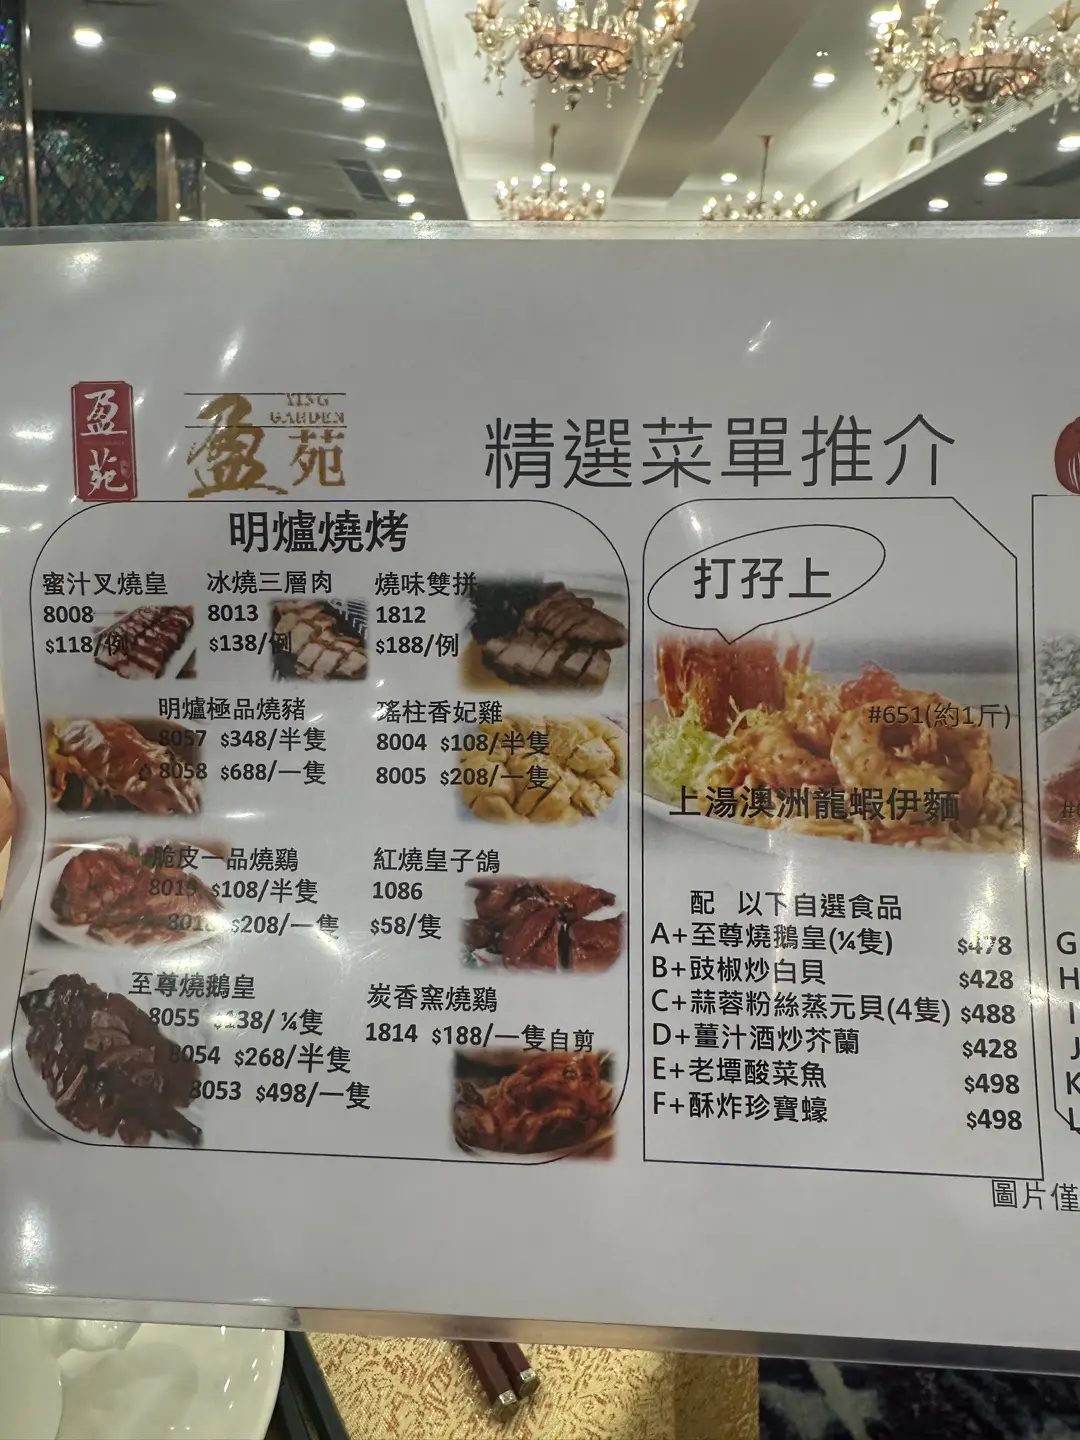 盈苑
YING
GARDEN
盈苑
精選菜單推介
明爐燒烤
蜜汁叉燒皇
8008
$118/例
冰燒三層肉
8013
$138/例
燒味雙拼
1812
$188/例
明爐極品燒豬
8057 $348/半隻
8058 $688/一隻
瑤柱香妃雞
8004 $108/半隻
8005 $208/一隻
脆皮一品燒鷄
8019 $108/半隻
$208/一隻
紅燒皇子鴿
1086
$58/隻
至尊燒鵝皇
8055 $138/ ¼隻
8054 $268/半隻
8053 $498/一隻
炭香窯燒鷄
1814 $188/一隻自剪
打孖上
#651(約1斤)
上湯澳洲龍蝦伊麵
配 以下自選食品
A+至尊燒鵝皇(¼隻) $478
B+豉椒炒白貝 $428
C+蒜蓉粉絲蒸元貝(4隻) $488
D+薑汁酒炒芥蘭 $428
E+老墰酸菜魚 $498
F+酥炸珍寶蠔 $498
G
H
I
J
K
L
圖片僅